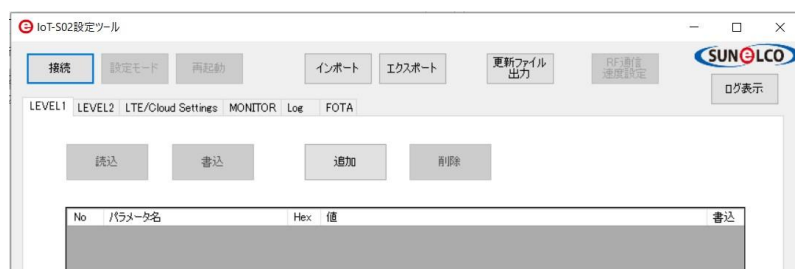 IoT-S02設定ツール
接続 設定モード 再起動 インポート エクスポート 更新ファイル出力 RF通信速度設定 SUNELCO
ログ表示
LEVEL1 LEVEL2 LTE/Cloud Settings MONITOR Log FOTA
読込 書込 追加 削除
No パラメータ名 Hex 値 書込